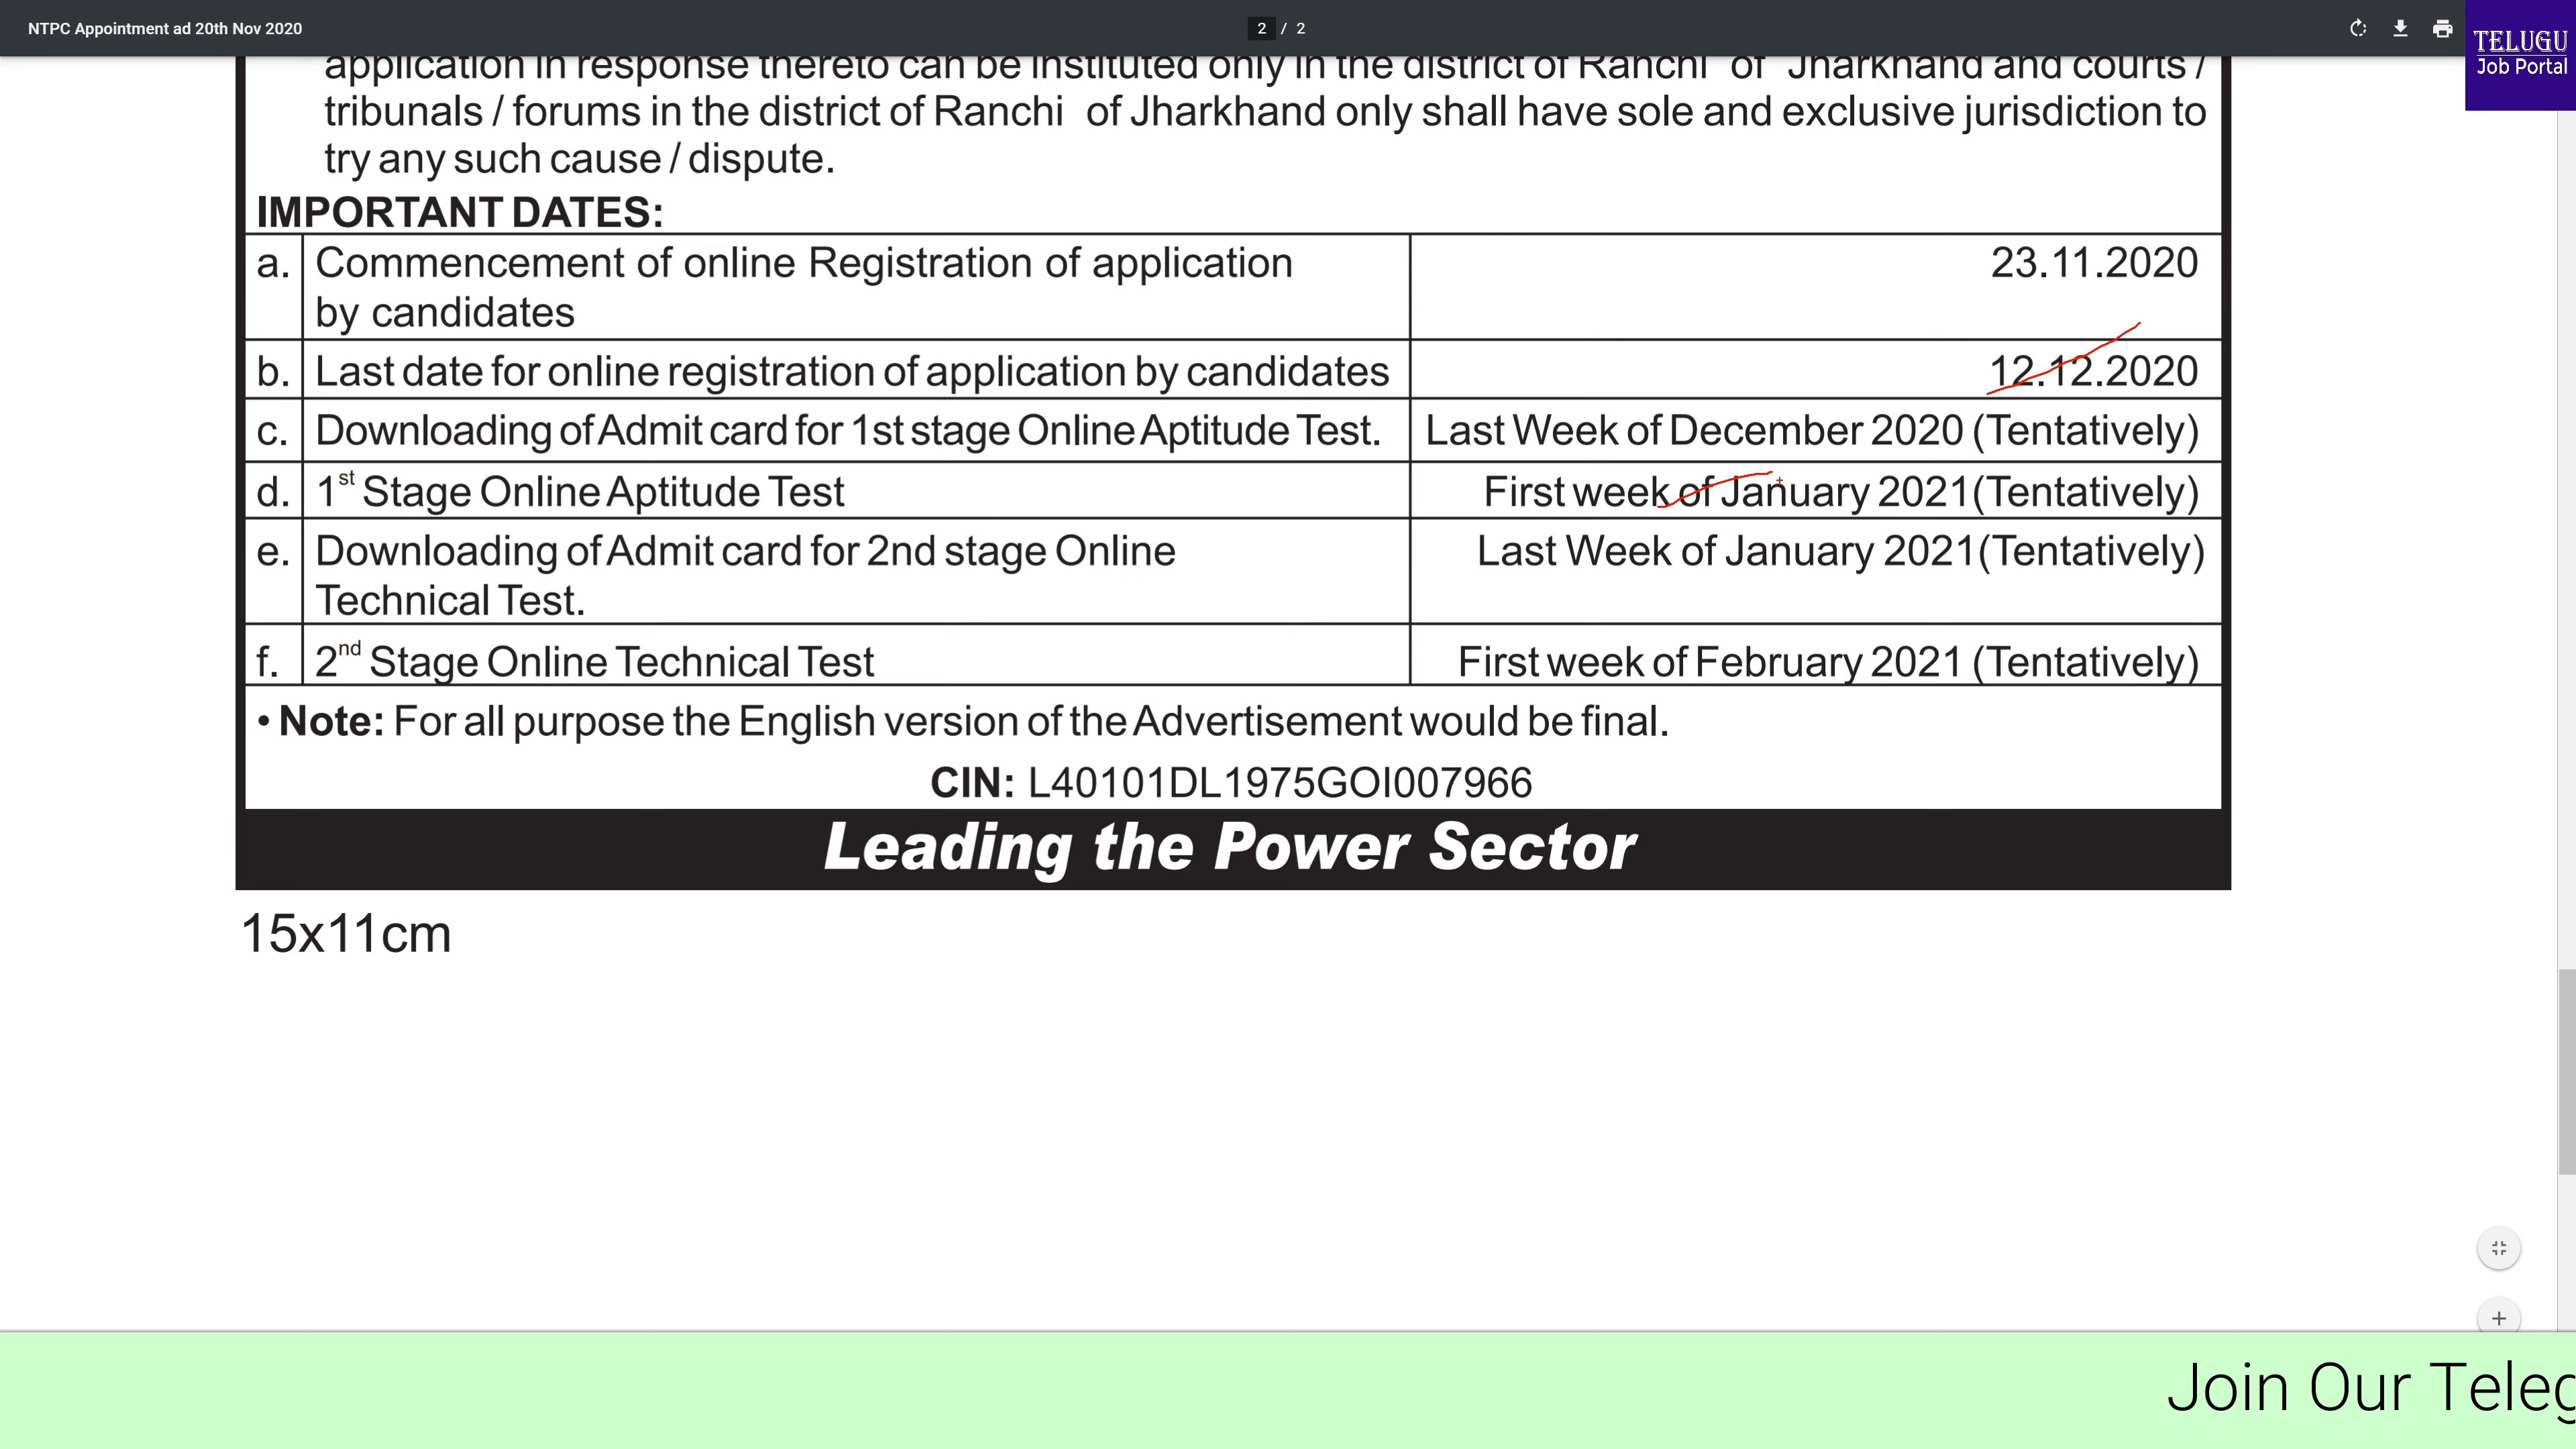 NTPC Appointment ad 20th Nov 2020
2 / 2
TELUGU
Job Portal
application in response thereto can be instituted only in the district of Ranchi of Jharkhand and courts /
tribunals / forums in the district of Ranchi of Jharkhand only shall have sole and exclusive jurisdiction to
try any such cause / dispute.
IMPORTANT DATES:
a. Commencement of online Registration of application 23.11.2020
by candidates
b. Last date for online registration of application by candidates 12.12.2020
c. Downloading of Admit card for 1st stage Online Aptitude Test. Last Week of December 2020 (Tentatively)
d. 1st Stage Online Aptitude Test First week of January 2021(Tentatively)
e. Downloading of Admit card for 2nd stage Online Last Week of January 2021(Tentatively)
Technical Test.
f. 2nd Stage Online Technical Test First week of February 2021 (Tentatively)
• Note: For all purpose the English version of the Advertisement would be final.
CIN: L40101DL1975GOI007966
Leading the Power Sector
15x11cm
Join Our Teleg